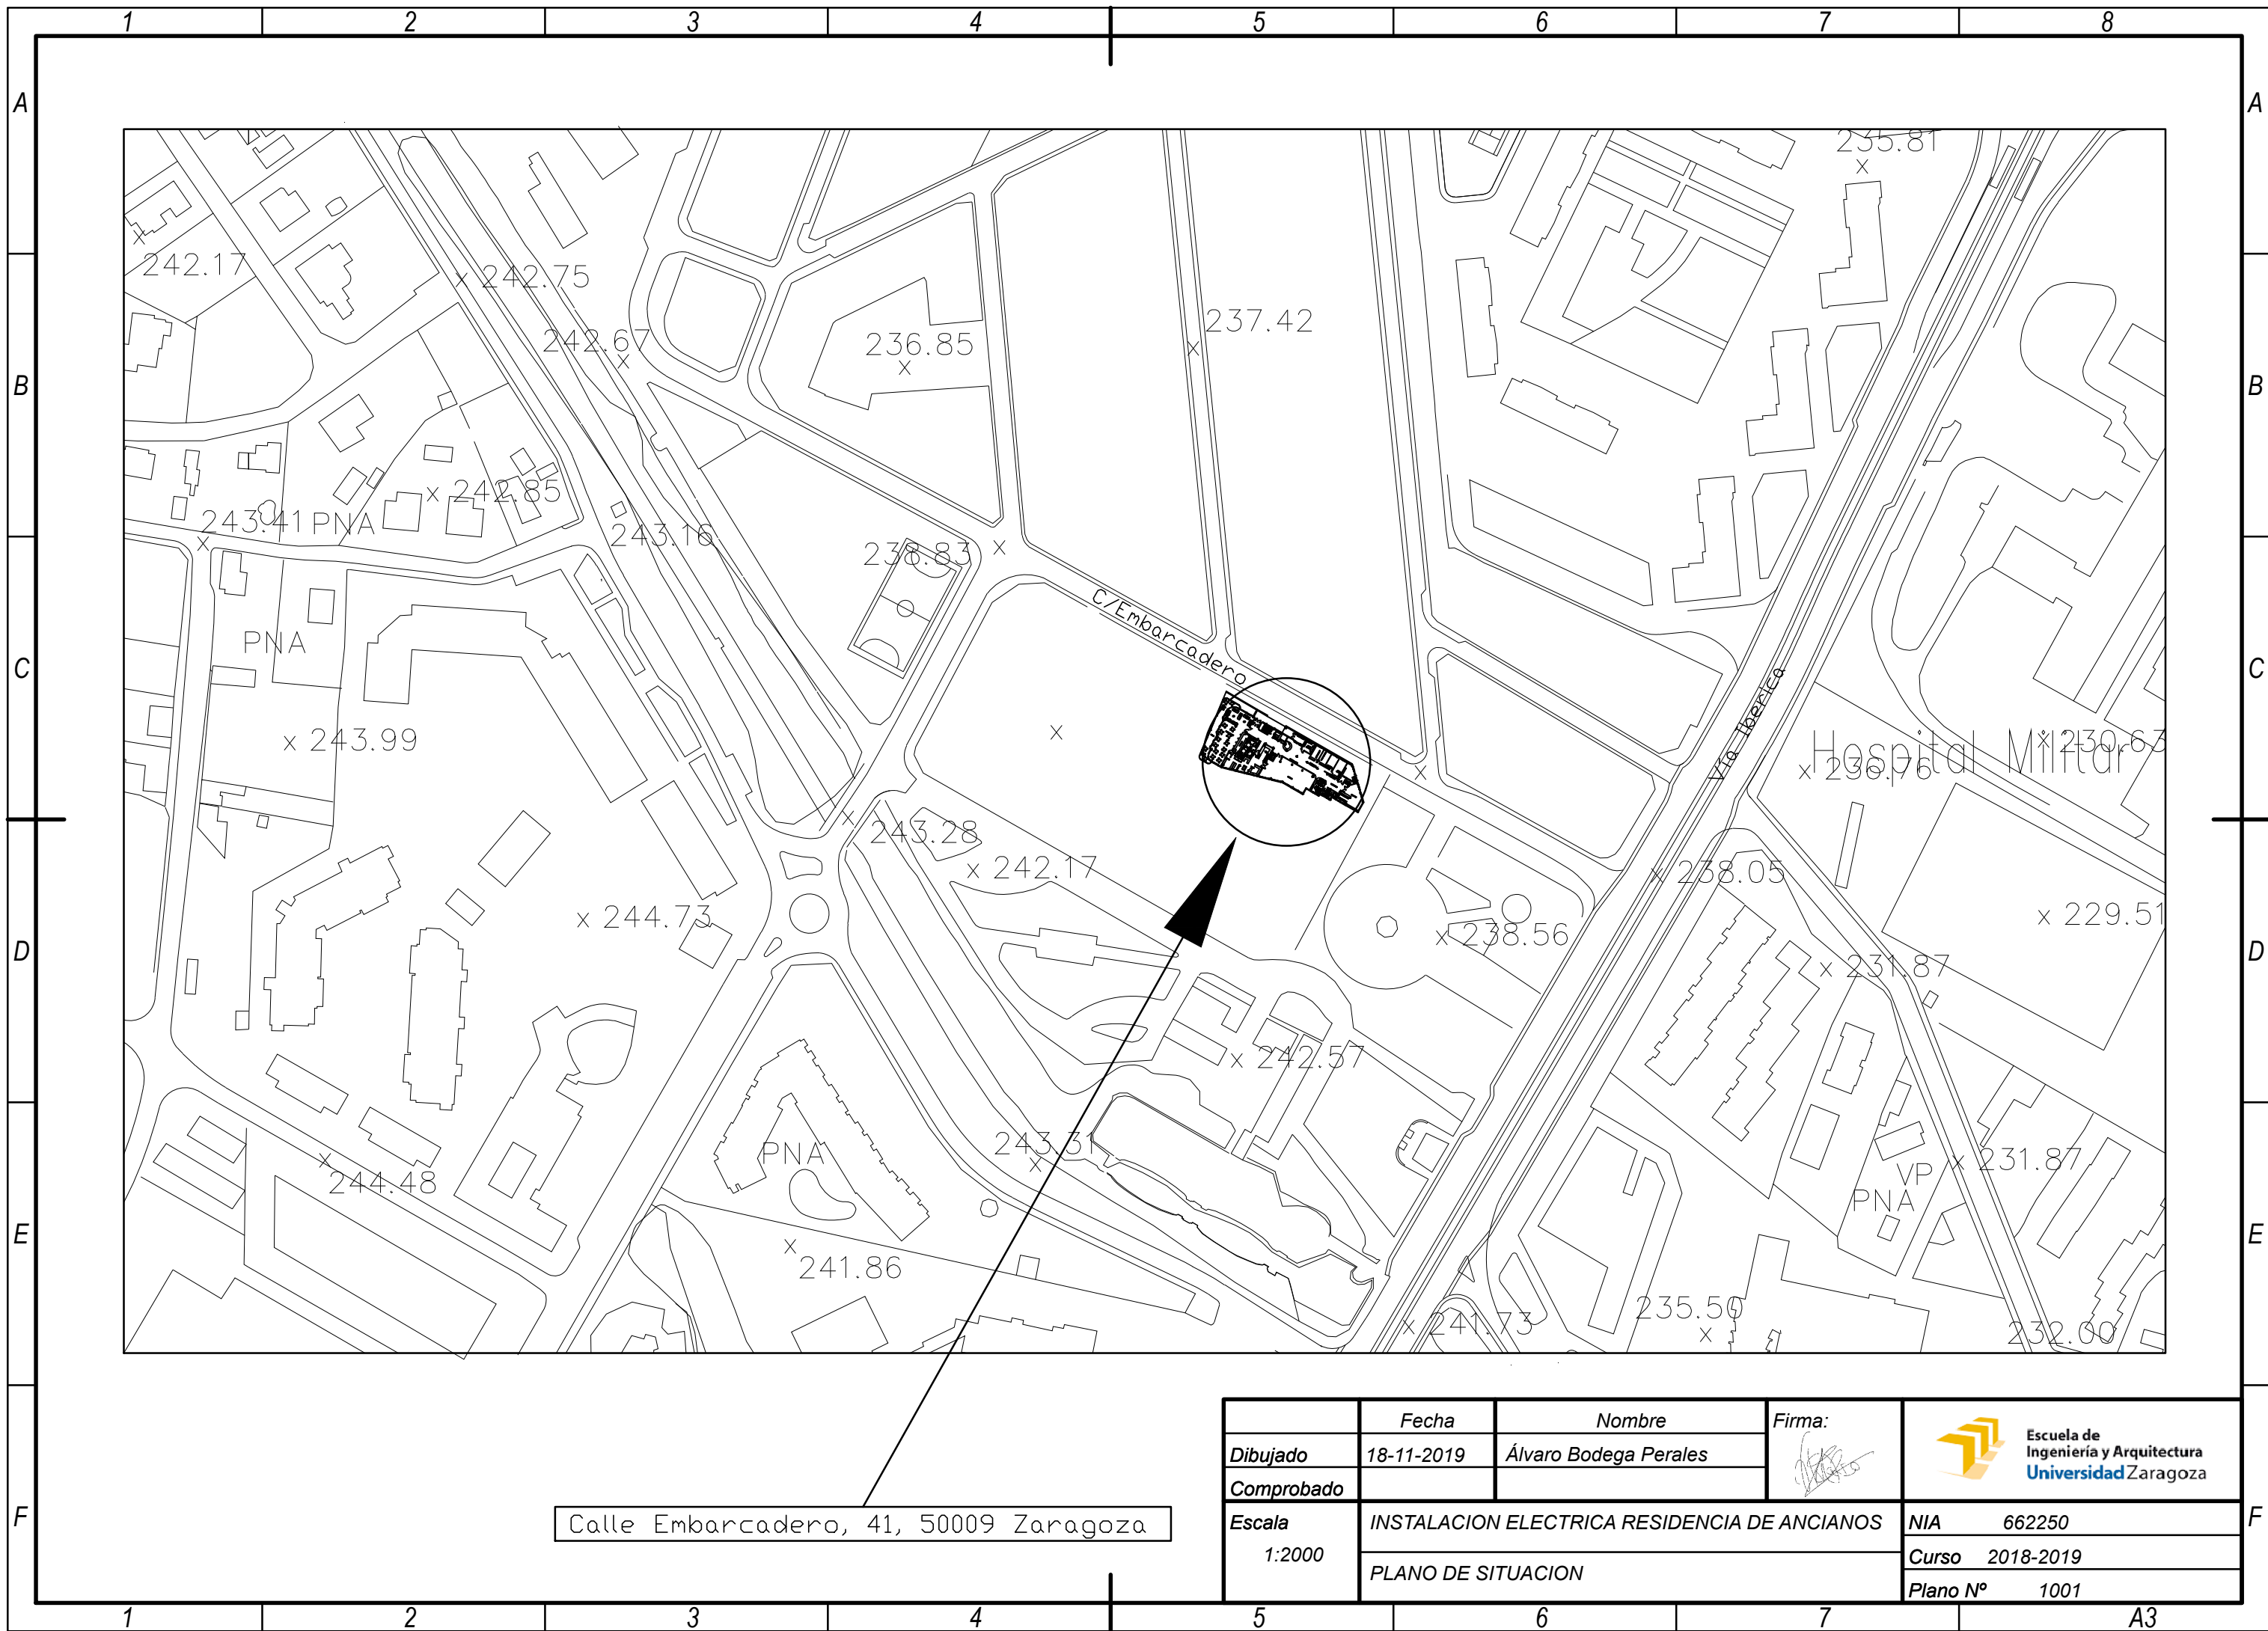 1 2 3 4 5 6 7 8
A A
235.81
242.17
242.75
237.42
242.67
236.85
B B
242.85
243.41 PNA
243.16
238.83
C/Embarcadero
PNA
C C
Vía Iberica
243.99
Hospital Militar
230.63
236.76
243.28
242.17
238.05
244.73
229.51
238.56
D D
231.87
242.57
243.31
PNA
244.48
231.87
VP
PNA
E E
241.86
235.50
241.73
232.00
Calle Embarcadero, 41, 50009 Zaragoza
F F
Fecha Nombre Firma:
Dibujado 18-11-2019 Álvaro Bodega Perales
Comprobado
Escuela de
Ingeniería y Arquitectura
Universidad Zaragoza
Escala
1:2000
INSTALACION ELECTRICA RESIDENCIA DE ANCIANOS
PLANO DE SITUACION
NIA 662250
Curso 2018-2019
Plano Nº 1001
1 2 3 4 5 6 7 A3